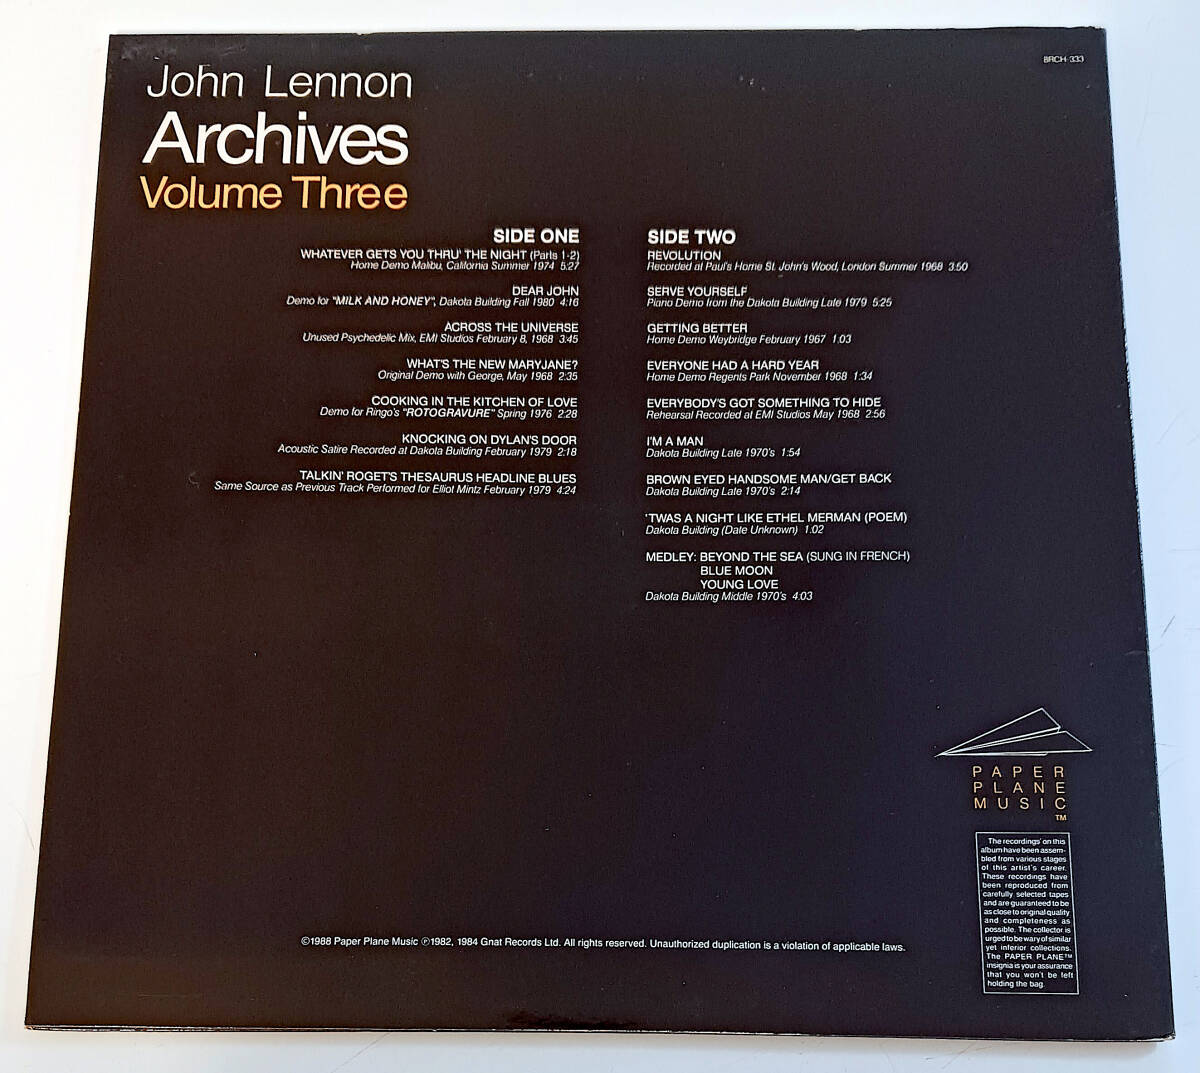 BRCH-333
John Lennon
Archives
Volume Three
SIDE ONE
WHATEVER GETS YOU THRU' THE NIGHT (Parts 1-2)
Home Demo Malibu, California Summer 1974 5:27
DEAR JOHN
Demo for "MILK AND HONEY", Dakota Building Fall 1980 4:16
ACROSS THE UNIVERSE
Unused Psychedelic Mix, EMI Studios February 8, 1968 3:45
WHAT'S THE NEW MARYJANE?
Original Demo with George, May 1968 2:35
COOKING IN THE KITCHEN OF LOVE
Demo for Ringo's "ROTOGRAVURE" Spring 1976 2:28
KNOCKING ON DYLAN'S DOOR
Acoustic Satire Recorded at Dakota Building February 1979 2:18
TALKIN' ROGET'S THESAURUS HEADLINE BLUES
Same Source as Previous Track Performed for Elliot Mintz February 1979 4:24
SIDE TWO
REVOLUTION
Recorded at Paul's Home St. John's Wood, London Summer 1968 3:50
SERVE YOURSELF
Piano Demo from the Dakota Building Late 1979 5:25
GETTING BETTER
Home Demo Weybridge February 1967 1:03
EVERYONE HAD A HARD YEAR
Home Demo Regents Park November 1968 1:34
EVERYBODY'S GOT SOMETHING TO HIDE
Rehearsal Recorded at EMI Studios May 1968 2:56
I'M A MAN
Dakota Building Late 1970's 1:54
BROWN EYED HANDSOME MAN/GET BACK
Dakota Building Late 1970's 2:14
'TWAS A NIGHT LIKE ETHEL MERMAN (POEM)
Dakota Building (Date Unknown) 1:02
MEDLEY: BEYOND THE SEA (SUNG IN FRENCH)
BLUE MOON
YOUNG LOVE
Dakota Building Middle 1970's 4:03
PAPER
PLANE
MUSIC
TM
The recordings on this
album have been assem-
bled from various stages
of this artist's career.
These recordings have
been reproduced from
carefully selected tapes
and are guaranteed to be
as close to original quality
and completeness as
possible. The collector is
urged to be wary of similar
yet inferior collections.
The PAPER PLANE™
insignia is your assurance
that you won't be left
holding the bag.
©1988 Paper Plane Music ℗1982, 1984 Gnat Records Ltd. All rights reserved. Unauthorized duplication is a violation of applicable laws.